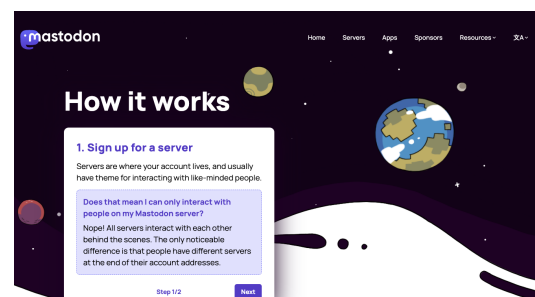 mastodon
Home Servers Apps Sponsors Resources 文A
How it works
1. Sign up for a server
Servers are where your account lives, and usually
have theme for interacting with like-minded people.
Does that mean I can only interact with
people on my Mastodon server?
Nope! All servers interact with each other
behind the scenes. The only noticeable
difference is that people have different servers
at the end of their account addresses.
Step 1/2 Next